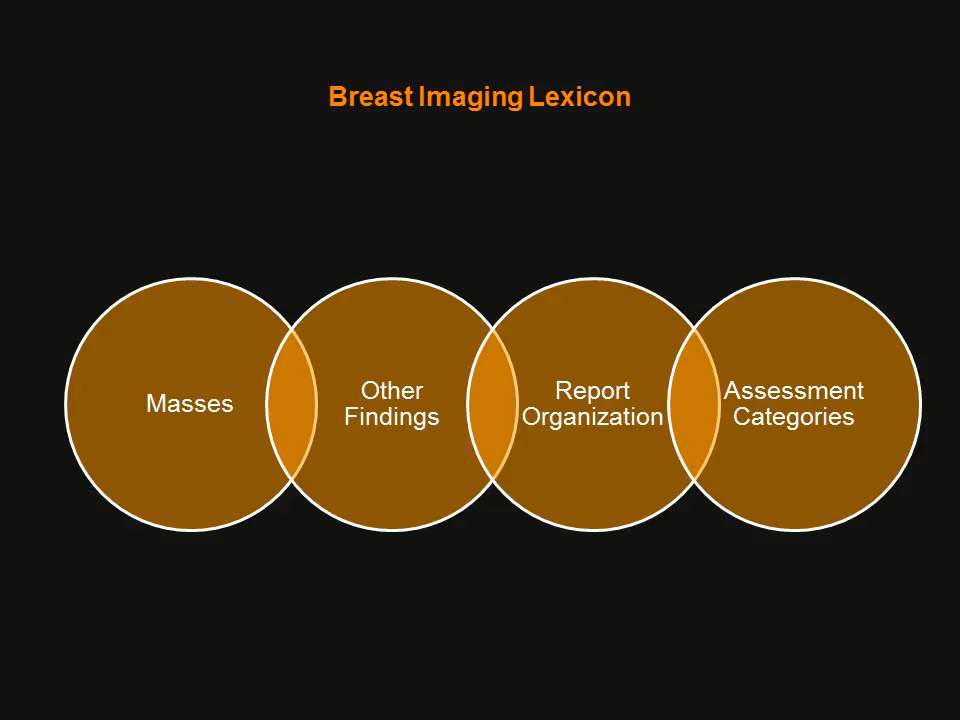 Breast Imaging Lexicon
Masses
Other
Findings
Report
Organization
Assessment
Categories